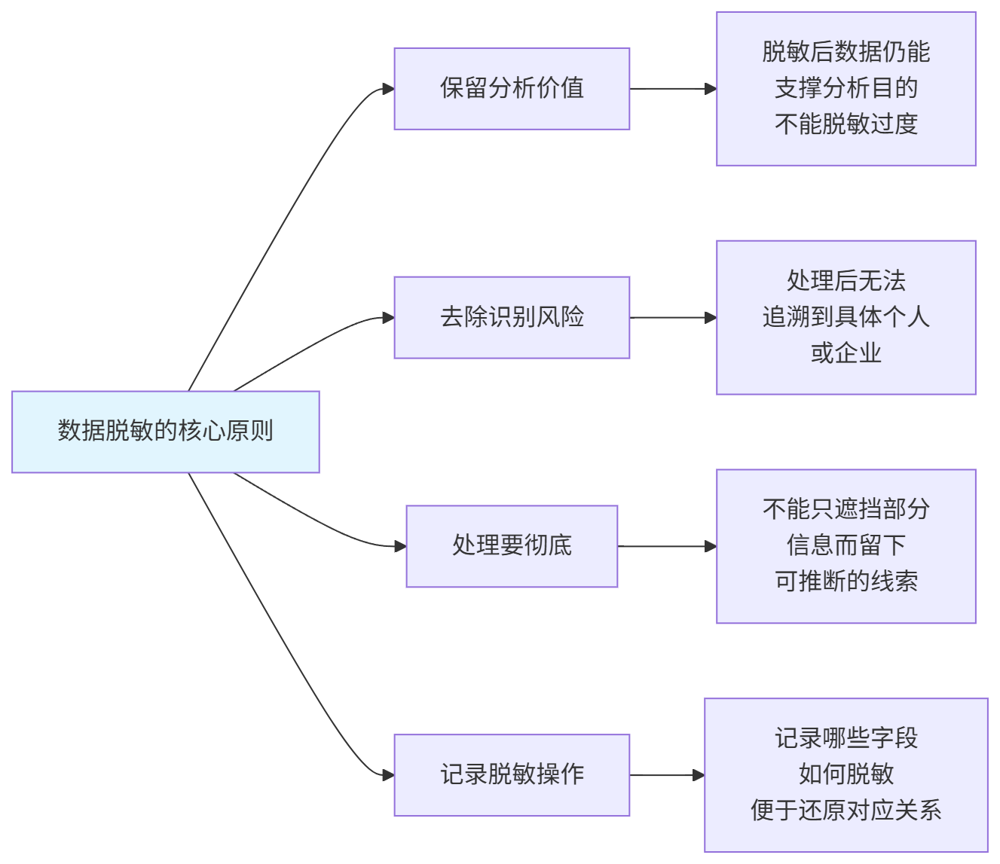 数据脱敏的核心原则
保留分析价值
脱敏后数据仍能
支撑分析目的
不能脱敏过度
去除识别风险
处理后无法
追溯到具体个人
或企业
处理要彻底
不能只遮挡部分
信息而留下
可推断的线索
记录脱敏操作
记录哪些字段
如何脱敏
便于还原对应关系